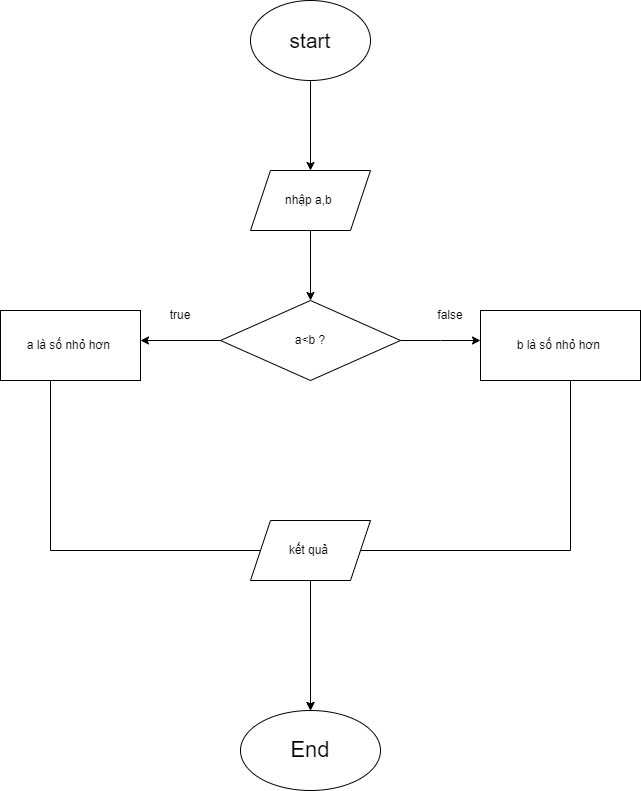 start
nhập a,b
true
false
a là số nhỏ hơn
a<b ?
b là số nhỏ hơn
kết quả
End